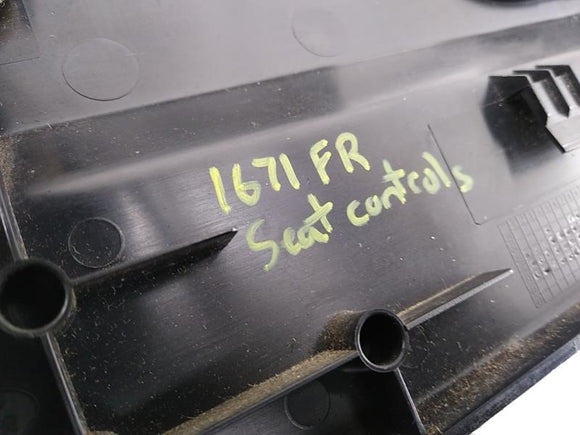 1671 FR
Seat controls